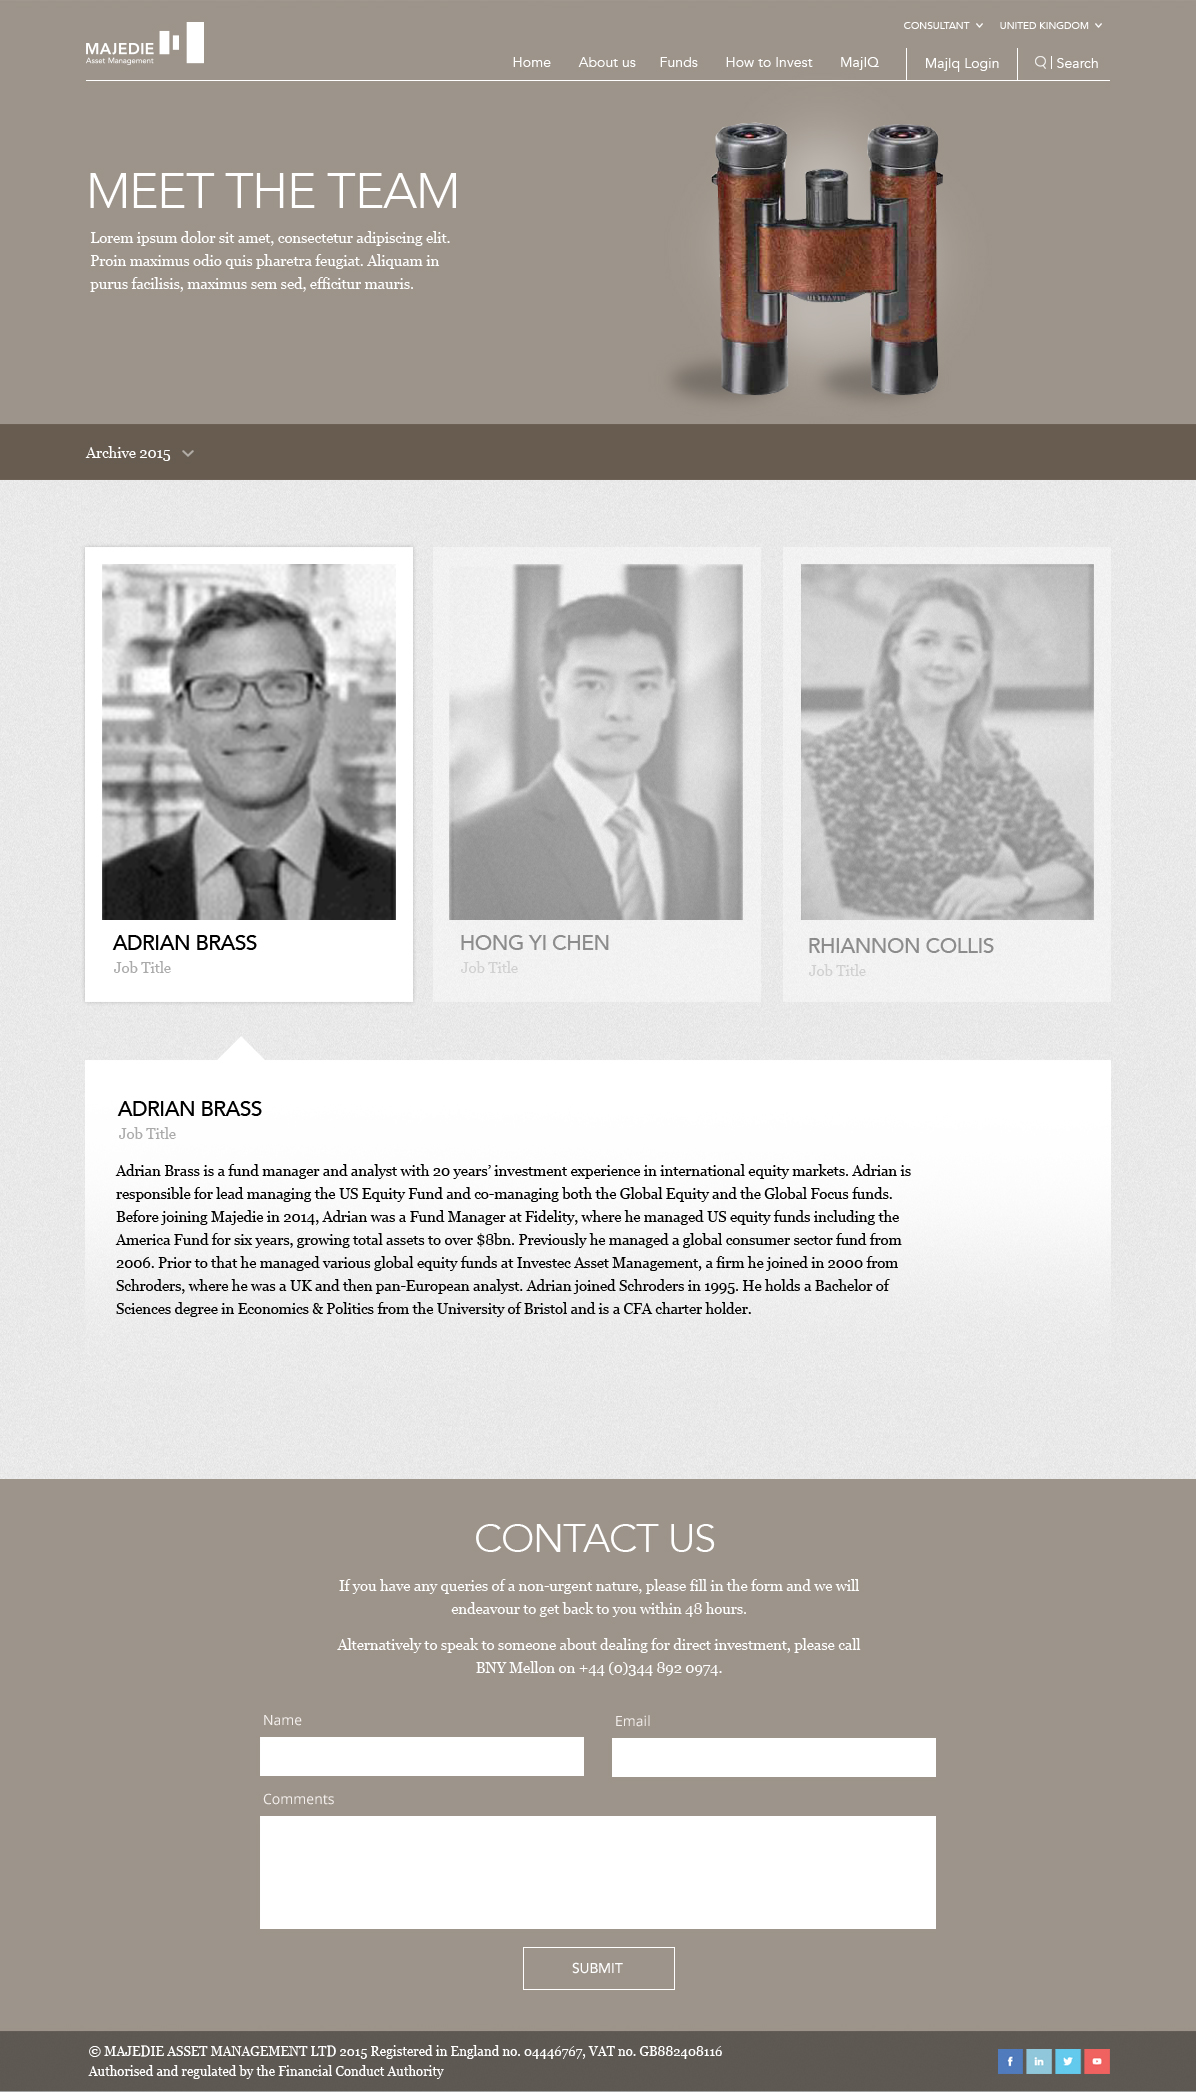 CONSULTANT
UNITED KINGDOM
MAJEDIE
Asset Management
Home
About us
Funds
How to Invest
MajIQ
MajIq Login
Search
MEET THE TEAM
Lorem ipsum dolor sit amet, consectetur adipiscing elit.
Proin maximus odio quis pharetra feugiat. Aliquam in
purus facilisis, maximus sem sed, efficitur mauris.
ULTRAVID
Archive 2015
ADRIAN BRASS
Job Title
HONG YI CHEN
Job Title
RHIANNON COLLIS
Job Title
ADRIAN BRASS
Job Title
Adrian Brass is a fund manager and analyst with 20 years’ investment experience in international equity markets. Adrian is
responsible for lead managing the US Equity Fund and co-managing both the Global Equity and the Global Focus funds.
Before joining Majedie in 2014, Adrian was a Fund Manager at Fidelity, where he managed US equity funds including the
America Fund for six years, growing total assets to over $8bn. Previously he managed a global consumer sector fund from
2006. Prior to that he managed various global equity funds at Investec Asset Management, a firm he joined in 2000 from
Schroders, where he was a UK and then pan-European analyst. Adrian joined Schroders in 1995. He holds a Bachelor of
Sciences degree in Economics & Politics from the University of Bristol and is a CFA charter holder.
CONTACT US
If you have any queries of a non-urgent nature, please fill in the form and we will
endeavour to get back to you within 48 hours.
Alternatively to speak to someone about dealing for direct investment, please call
BNY Mellon on +44 (0)344 892 0974.
Name
Email
Comments
SUBMIT
© MAJEDIE ASSET MANAGEMENT LTD 2015 Registered in England no. 04446767, VAT no. GB882408116
Authorised and regulated by the Financial Conduct Authority